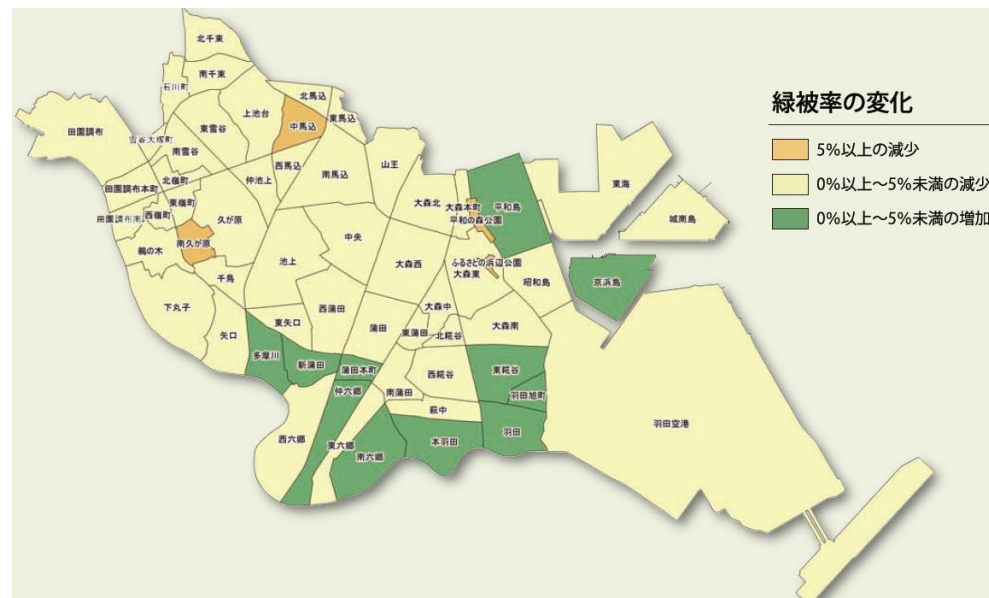 緑被率の変化
5%以上の減少
0%以上～5%未満の減少
0%以上～5%未満の増加
北千束
南千束
石川町
北馬込
上池台
中馬込
東馬込
田園調布
東雪谷
雪谷大塚町
南雪谷
山王
西馬込
南馬込
北嶺町
仲池上
東海
田園調布本町
東嶺町
大森北
大森本町
平和島
平和の森公園
城南島
田園調布南
西嶺町
久が原
中央
鵜の木
南久が原
池上
大森西
ふるさとの浜辺公園
大森東
千鳥
昭和島
京浜島
下丸子
西蒲田
大森中
矢口
東矢口
蒲田
東蒲田
北糀谷
大森南
多摩川
新蒲田
蒲田本町
西糀谷
東糀谷
仲六郷
南蒲田
羽田旭町
萩中
羽田空港
西六郷
東六郷
本羽田
羽田
南六郷